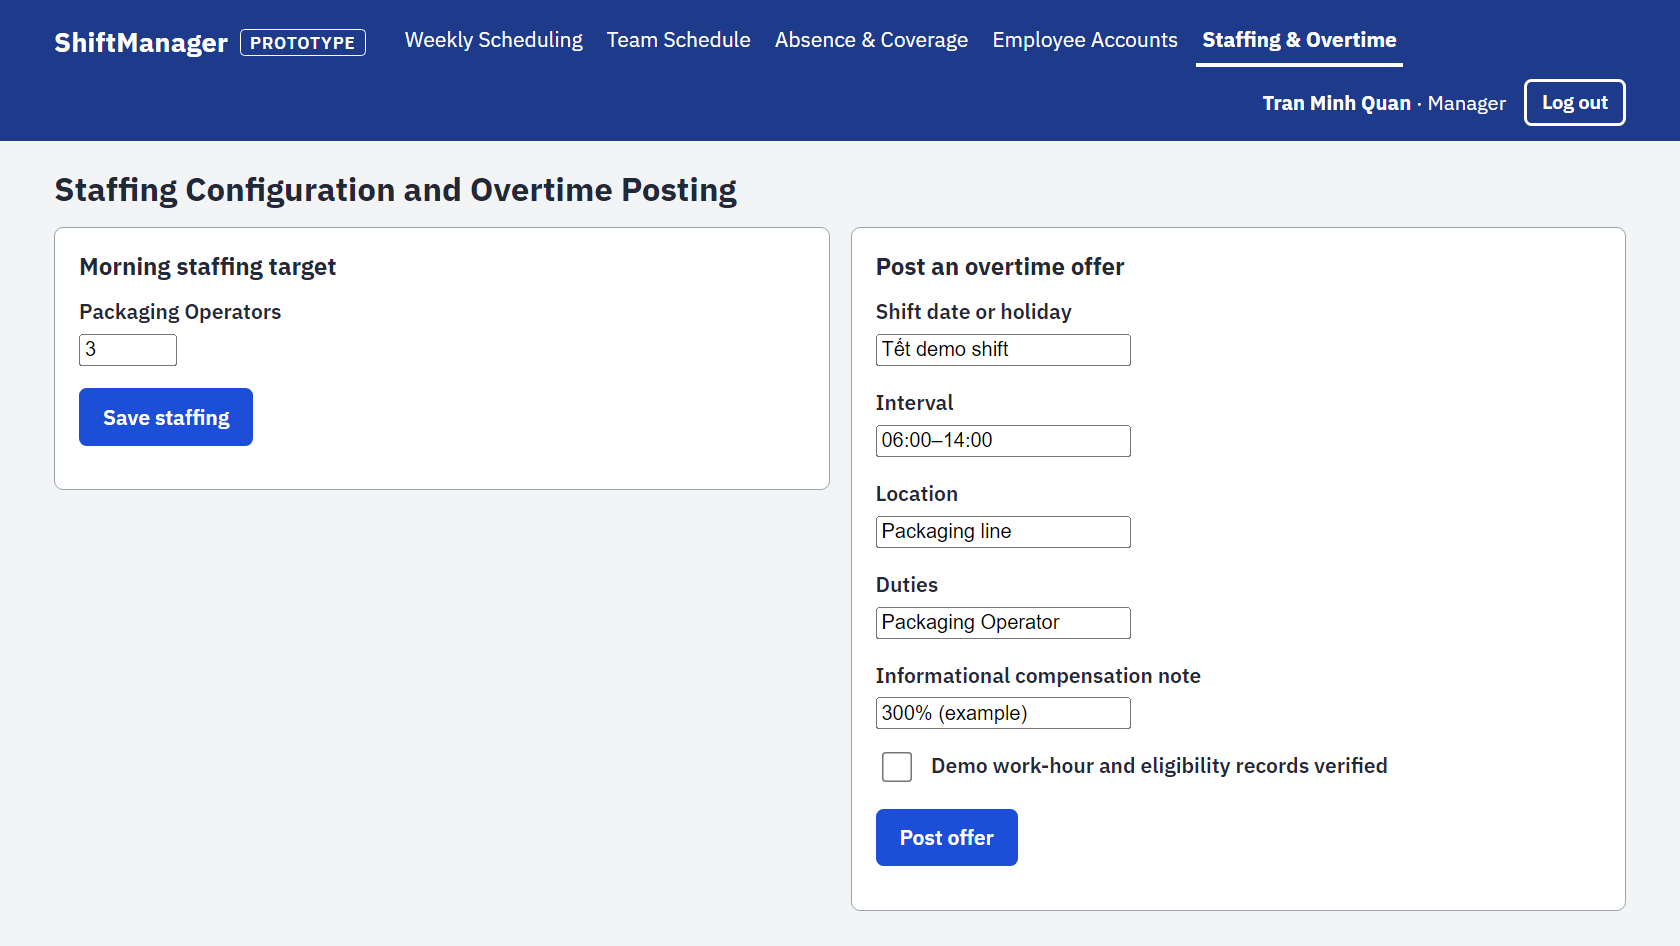 ShiftManager PROTOTYPE Weekly Scheduling Team Schedule Absence & Coverage Employee Accounts Staffing & Overtime
Tran Minh Quan · Manager Log out
Staffing Configuration and Overtime Posting
Morning staffing target
Packaging Operators
3
Save staffing
Post an overtime offer
Shift date or holiday
Tết demo shift
Interval
06:00–14:00
Location
Packaging line
Duties
Packaging Operator
Informational compensation note
300% (example)
Demo work-hour and eligibility records verified
Post offer